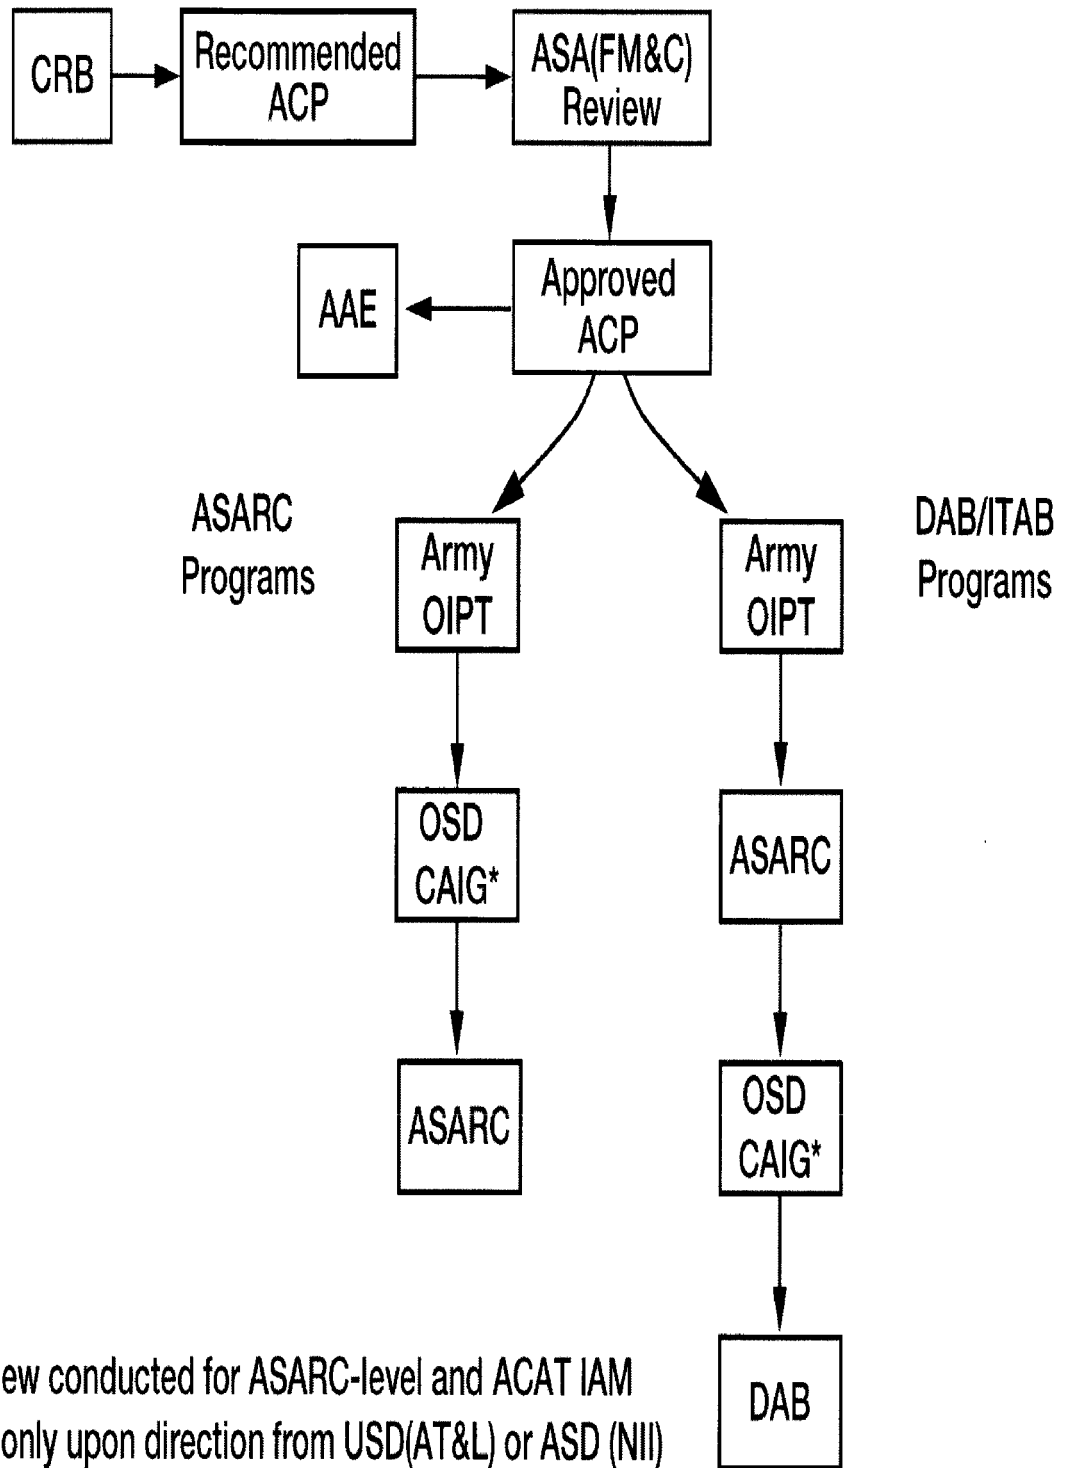 CRB
Recommended
ACP
ASA(FM&C)
Review
AAE
Approved
ACP
ASARC
Programs
Army
OIPT
Army
OIPT
DAB/ITAB
Programs
OSD
CAIG*
ASARC
ASARC
OSD
CAIG*
DAB
ew conducted for ASARC-level and ACAT IAM
only upon direction from USD(AT&L) or ASD (NII)